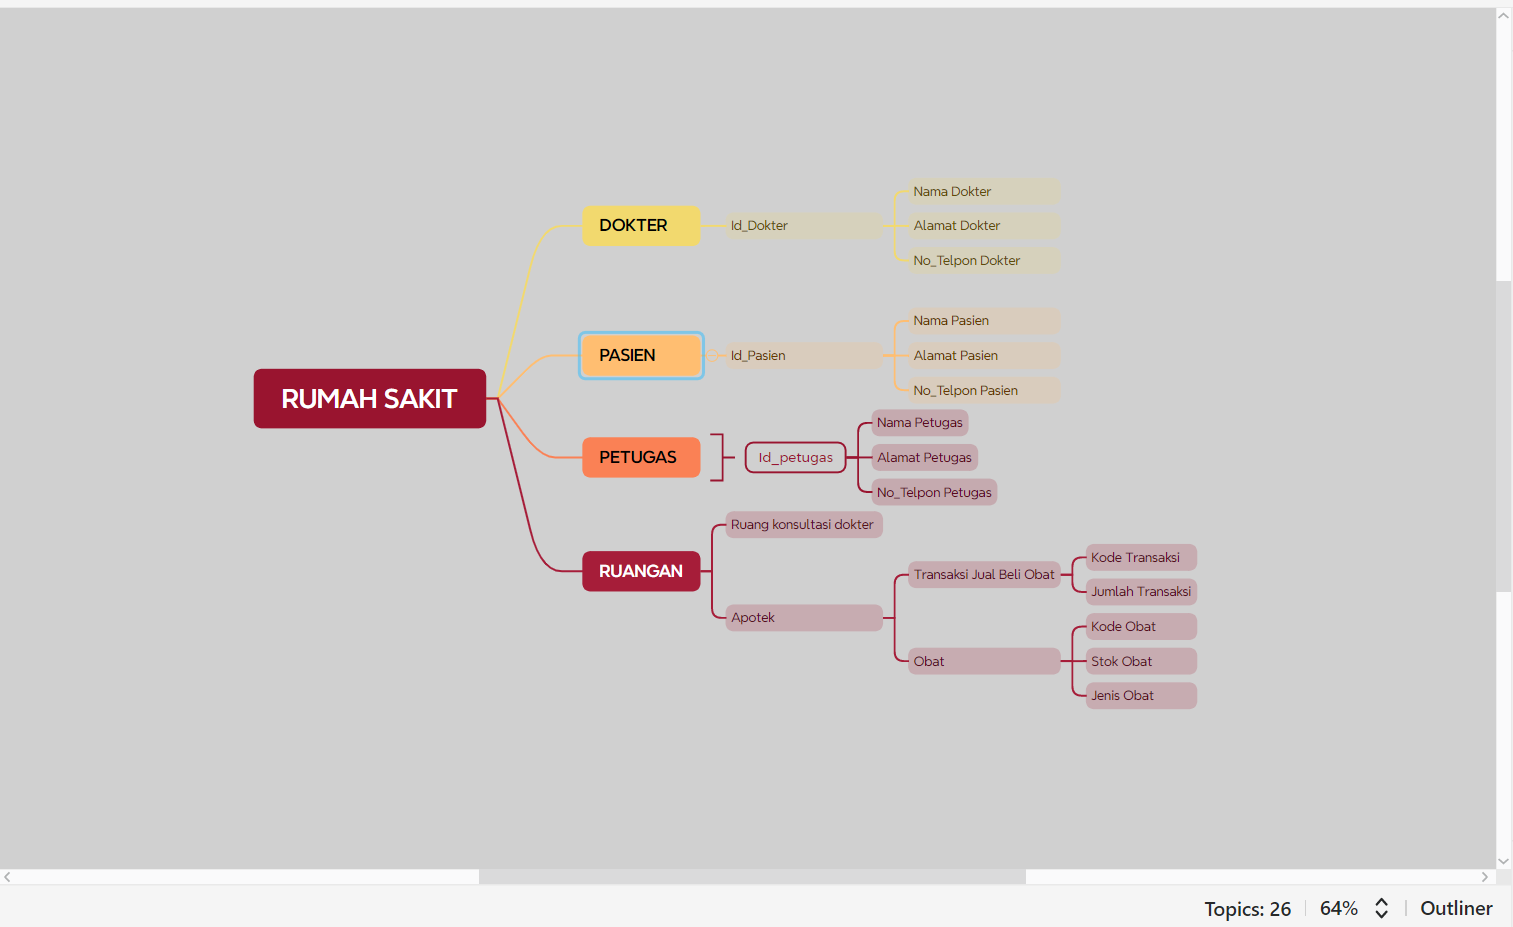 RUMAH SAKIT
DOKTER
Id_Dokter
Nama Dokter
Alamat Dokter
No_Telpon Dokter
PASIEN
Id_Pasien
Nama Pasien
Alamat Pasien
No_Telpon Pasien
PETUGAS
Id_petugas
Nama Petugas
Alamat Petugas
No_Telpon Petugas
RUANGAN
Ruang konsultasi dokter
Apotek
Transaksi Jual Beli Obat
Kode Transaksi
Jumlah Transaksi
Obat
Kode Obat
Stok Obat
Jenis Obat
Topics: 26
64%
Outliner